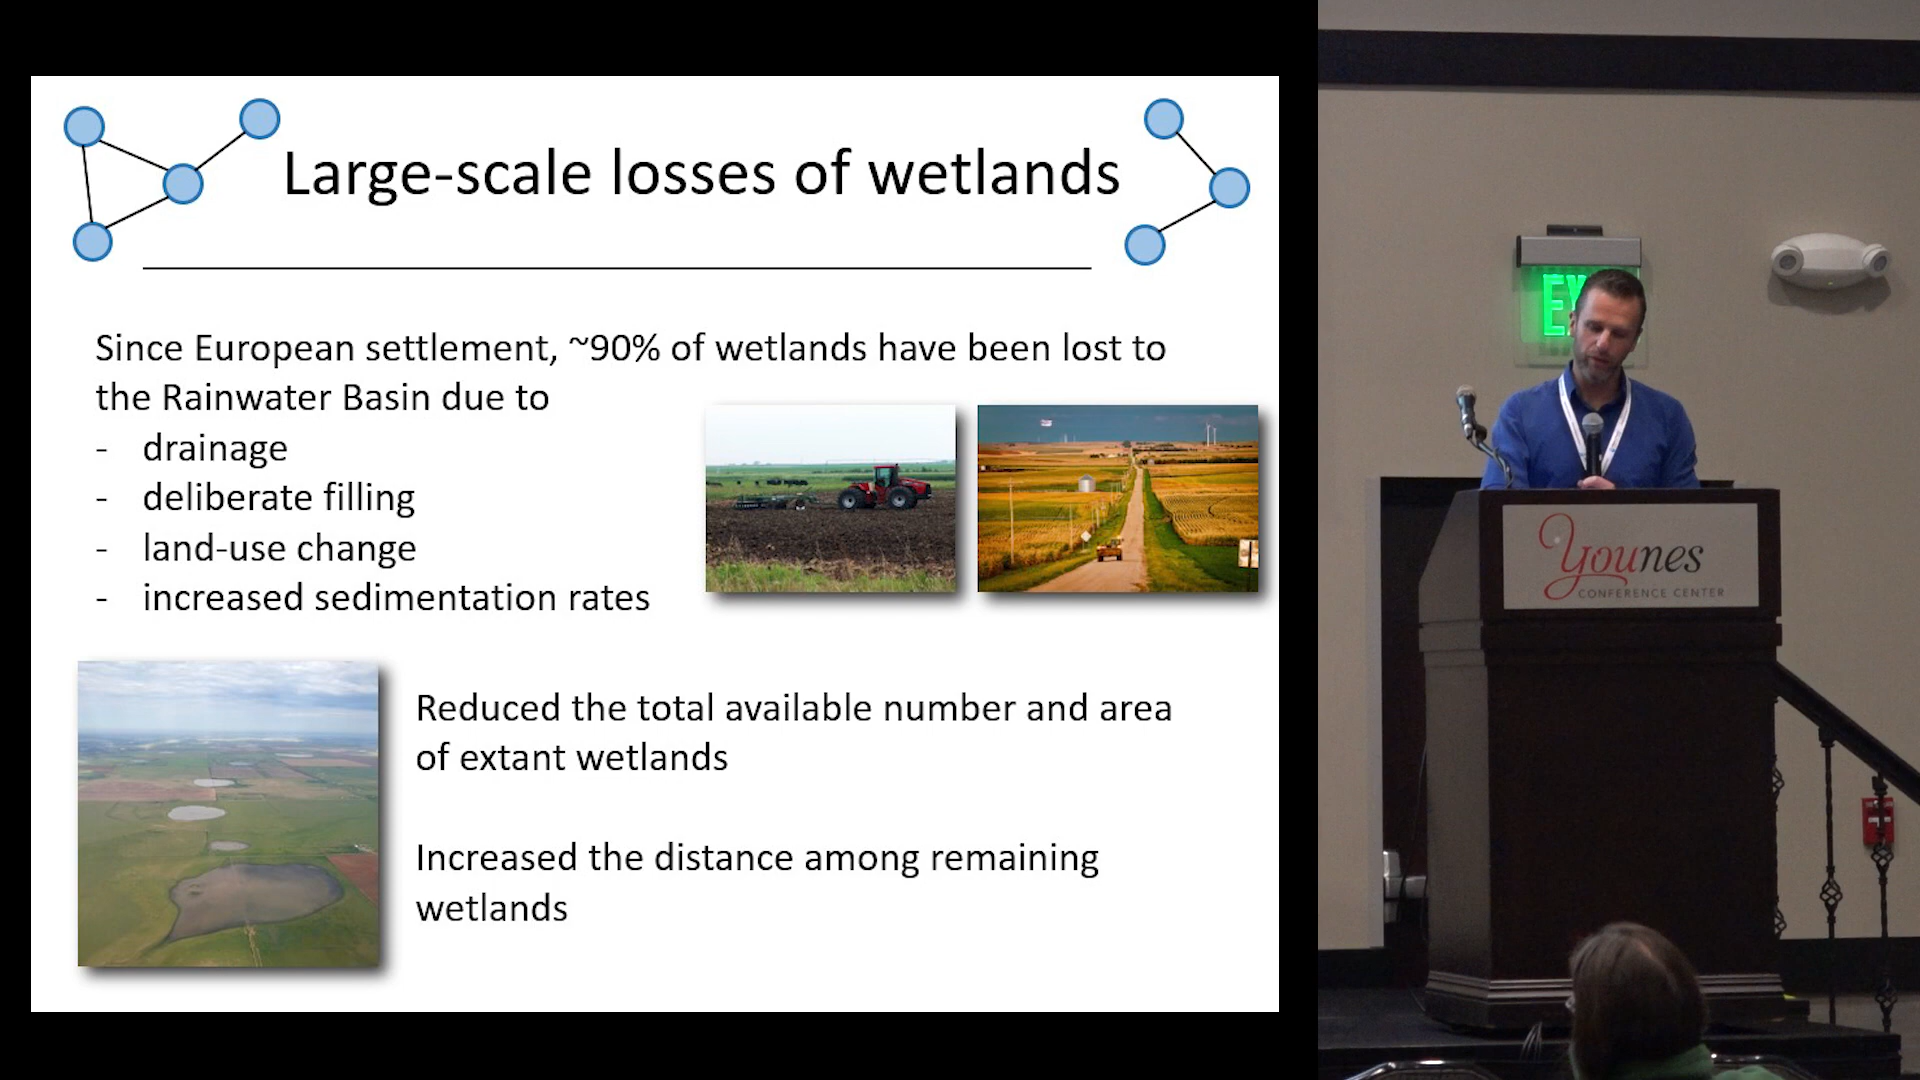 Large-scale losses of wetlands
Since European settlement, ~90% of wetlands have been lost to
the Rainwater Basin due to
- drainage
- deliberate filling
- land-use change
- increased sedimentation rates
Reduced the total available number and area
of extant wetlands
Increased the distance among remaining
wetlands
Younes
CONFERENCE CENTER